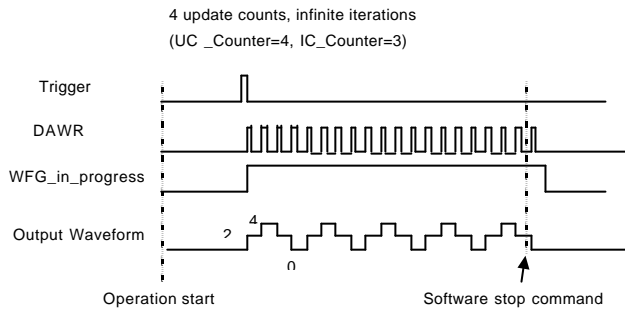 4 update counts, infinite iterations
(UC _Counter=4, IC_Counter=3)
Trigger
DAWR
WFG_in_progress
Output Waveform
4
2
0
Operation start
Software stop command